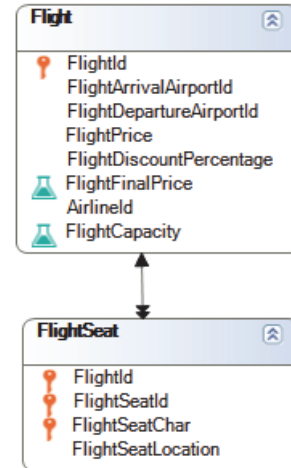 Flight
FlightId
FlightArrivalAirportId
FlightDepartureAirportId
FlightPrice
FlightDiscountPercentage
FlightFinalPrice
AirlineId
FlightCapacity
FlightSeat
FlightId
FlightSeatId
FlightSeatChar
FlightSeatLocation